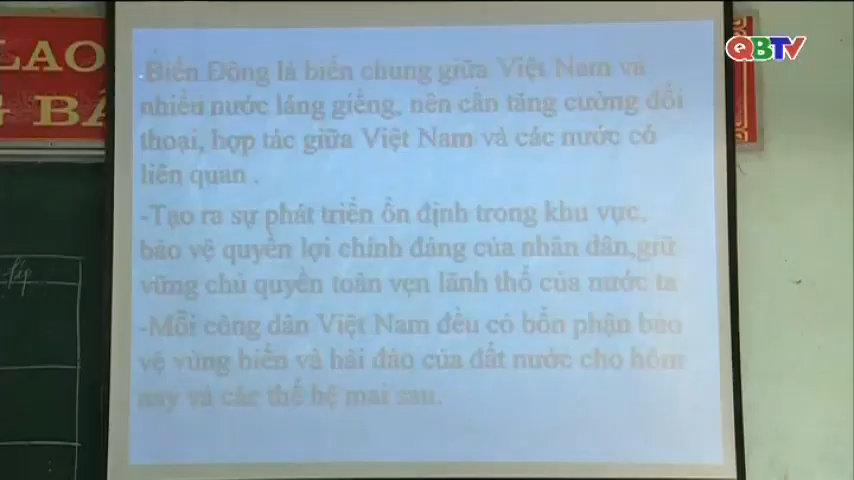 QBTV
LAO
BẢ
-Biển Đông là biển chung giữa Việt Nam và
nhiều nước láng giềng, nên cần tăng cường đối
thoại, hợp tác giữa Việt Nam và các nước có
liên quan .
-Tạo ra sự phát triển ổn định trong khu vực,
bảo vệ quyền lợi chính đáng của nhân dân,giữ
vững chủ quyền toàn vẹn lãnh thổ của nước ta
-Mỗi công dân Việt Nam đều có bổn phận bảo
vệ vùng biển và hải đảo của đất nước cho hôm
nay và các thế hệ mai sau.